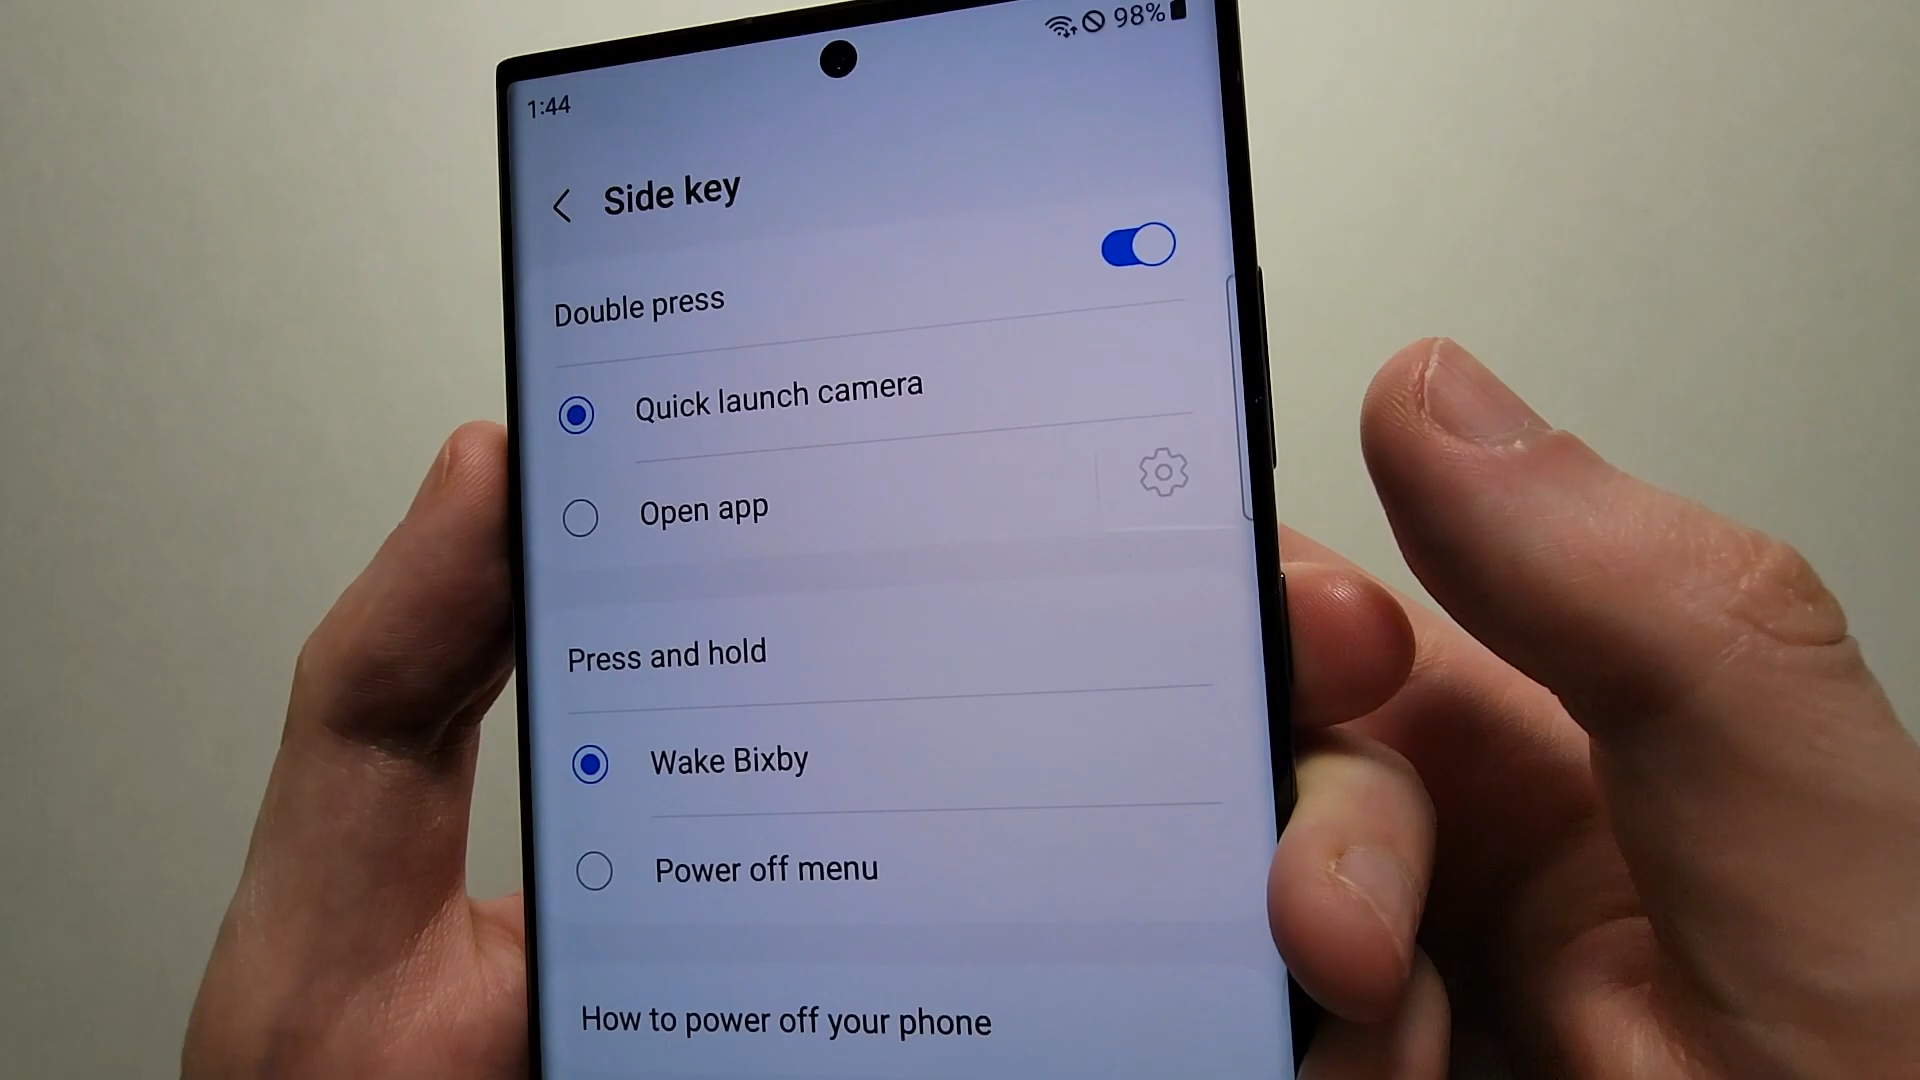 98%
1:44
Side key
Double press
Quick launch camera
Open app
Press and hold
Wake Bixby
Power off menu
How to power off your phone